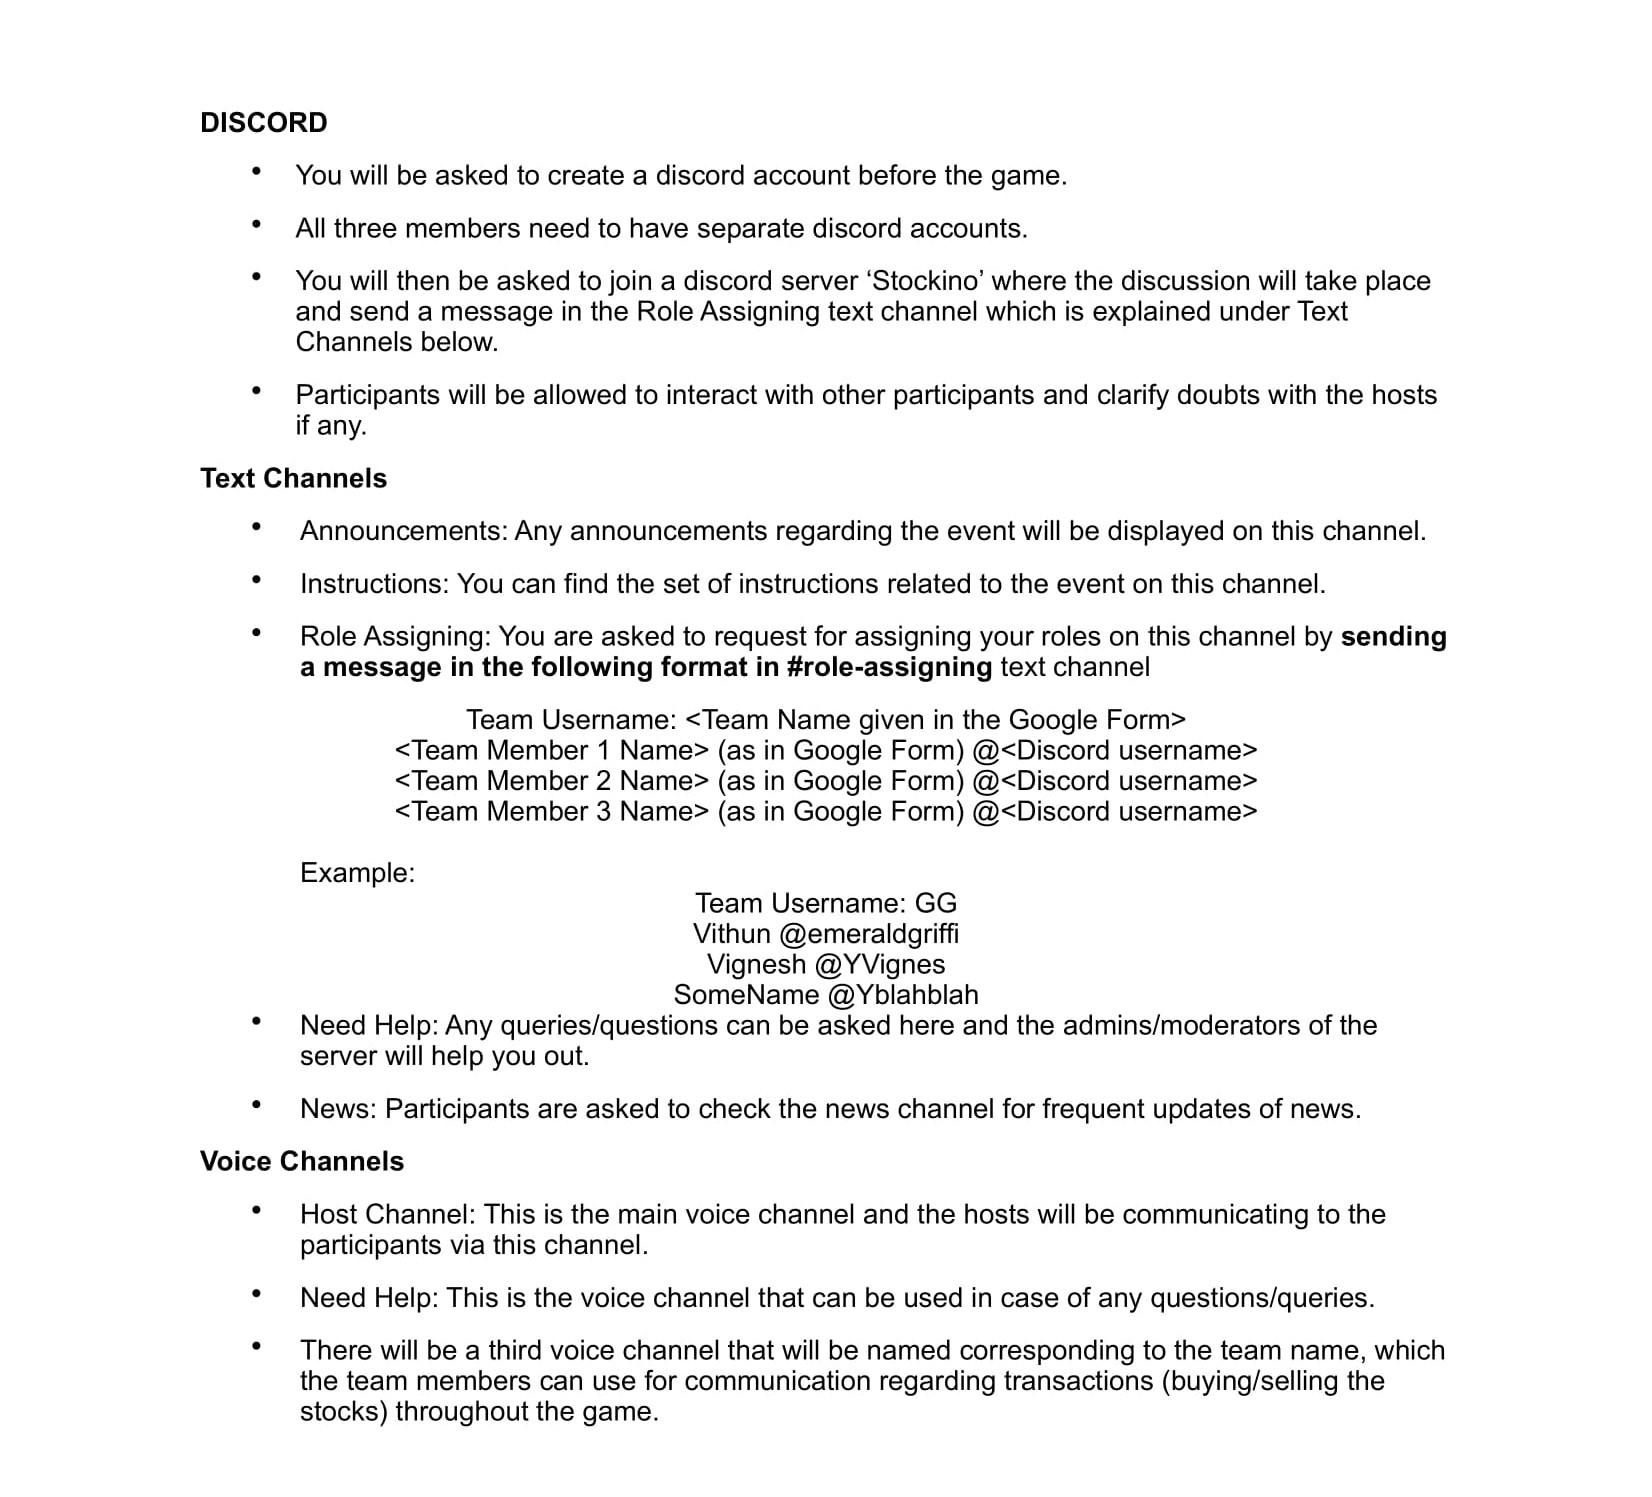 DISCORD
• You will be asked to create a discord account before the game.
• All three members need to have separate discord accounts.
• You will then be asked to join a discord server ‘Stockino’ where the discussion will take place
and send a message in the Role Assigning text channel which is explained under Text
Channels below.
• Participants will be allowed to interact with other participants and clarify doubts with the hosts
if any.
Text Channels
• Announcements: Any announcements regarding the event will be displayed on this channel.
• Instructions: You can find the set of instructions related to the event on this channel.
• Role Assigning: You are asked to request for assigning your roles on this channel by sending
a message in the following format in #role-assigning text channel
Team Username: <Team Name given in the Google Form>
<Team Member 1 Name> (as in Google Form) @<Discord username>
<Team Member 2 Name> (as in Google Form) @<Discord username>
<Team Member 3 Name> (as in Google Form) @<Discord username>
Example:
Team Username: GG
Vithun @emeraldgriffi
Vignesh @YVignes
SomeName @Yblahblah
• Need Help: Any queries/questions can be asked here and the admins/moderators of the
server will help you out.
• News: Participants are asked to check the news channel for frequent updates of news.
Voice Channels
• Host Channel: This is the main voice channel and the hosts will be communicating to the
participants via this channel.
• Need Help: This is the voice channel that can be used in case of any questions/queries.
• There will be a third voice channel that will be named corresponding to the team name, which
the team members can use for communication regarding transactions (buying/selling the
stocks) throughout the game.